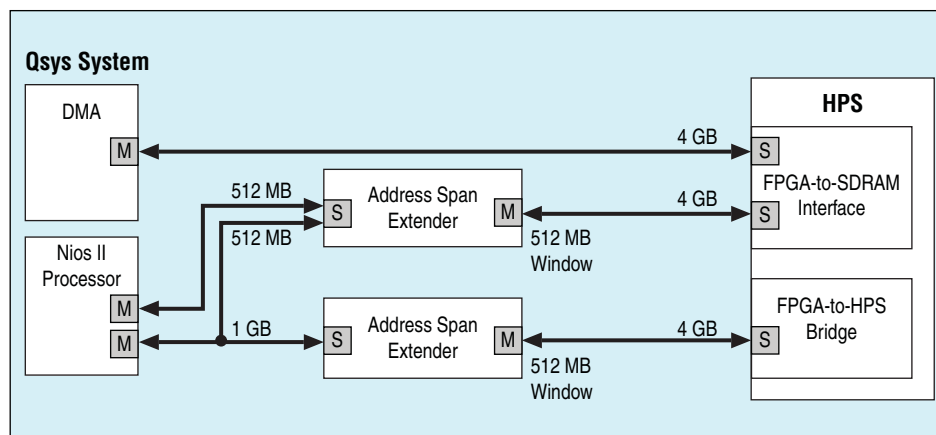 Qsys System
DMA
M
4 GB
HPS
S
FPGA-to-SDRAM
Interface
S
512 MB
512 MB
S
Address Span
Extender
M
4 GB
512 MB
Window
Nios II
Processor
M
M
1 GB
S
Address Span
Extender
M
4 GB
512 MB
Window
S
FPGA-to-HPS
Bridge